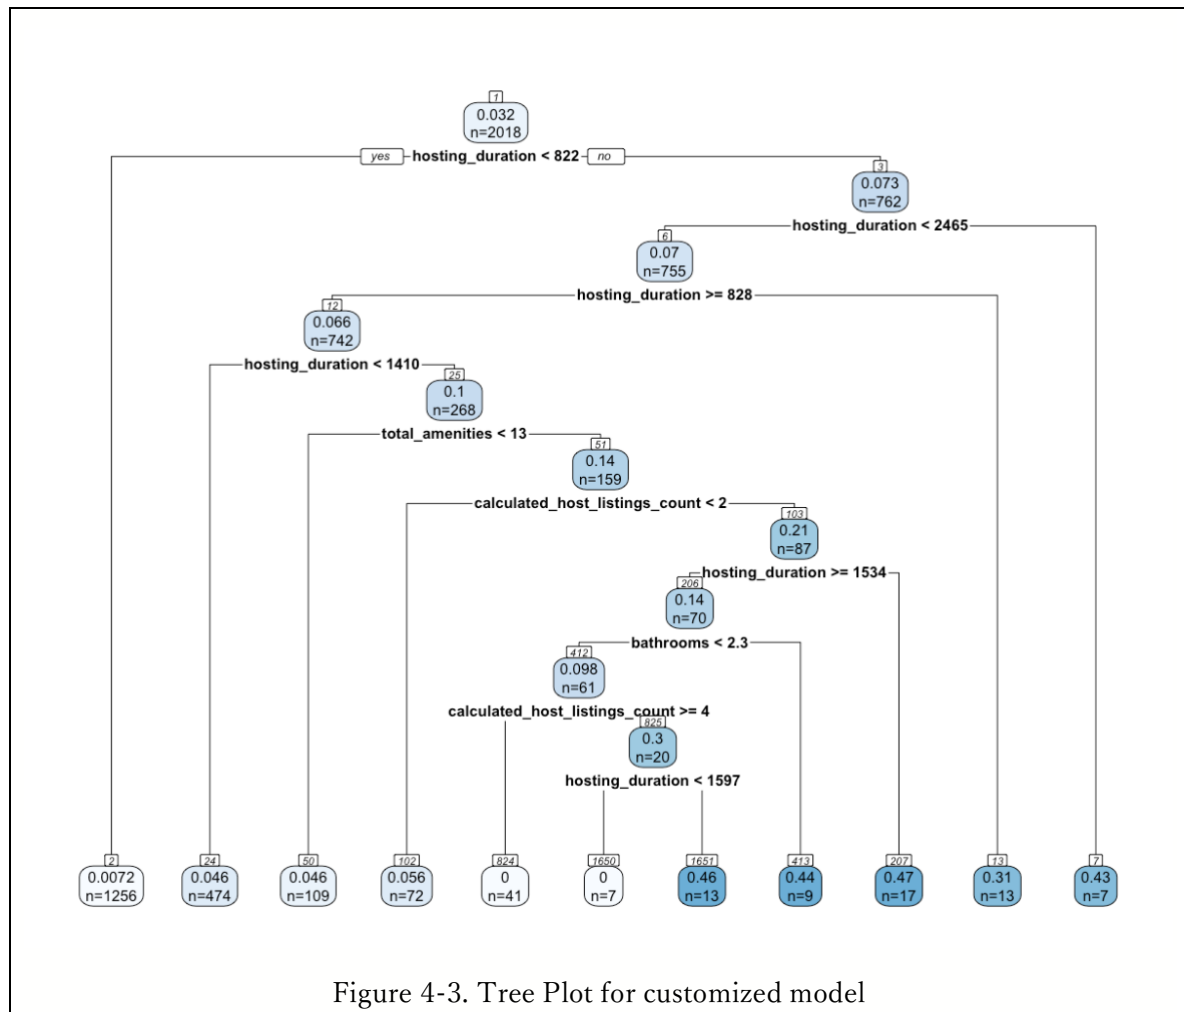 1
0.032
n=2018
yes hosting_duration < 822 no
3
0.073
n=762
hosting_duration < 2465
6
0.07
n=755
hosting_duration >= 828
12
0.066
n=742
hosting_duration < 1410
25
0.1
n=268
total_amenities < 13
51
0.14
n=159
calculated_host_listings_count < 2
103
0.21
n=87
hosting_duration >= 1534
206
0.14
n=70
bathrooms < 2.3
412
0.098
n=61
calculated_host_listings_count >= 4
825
0.3
n=20
hosting_duration < 1597
2 24 50 102 824 1650 1651 413 207 13 7
0.0072 0.046 0.046 0.056 0 0 0.46 0.44 0.47 0.31 0.43
n=1256 n=474 n=109 n=72 n=41 n=7 n=13 n=9 n=17 n=13 n=7
Figure 4-3. Tree Plot for customized model